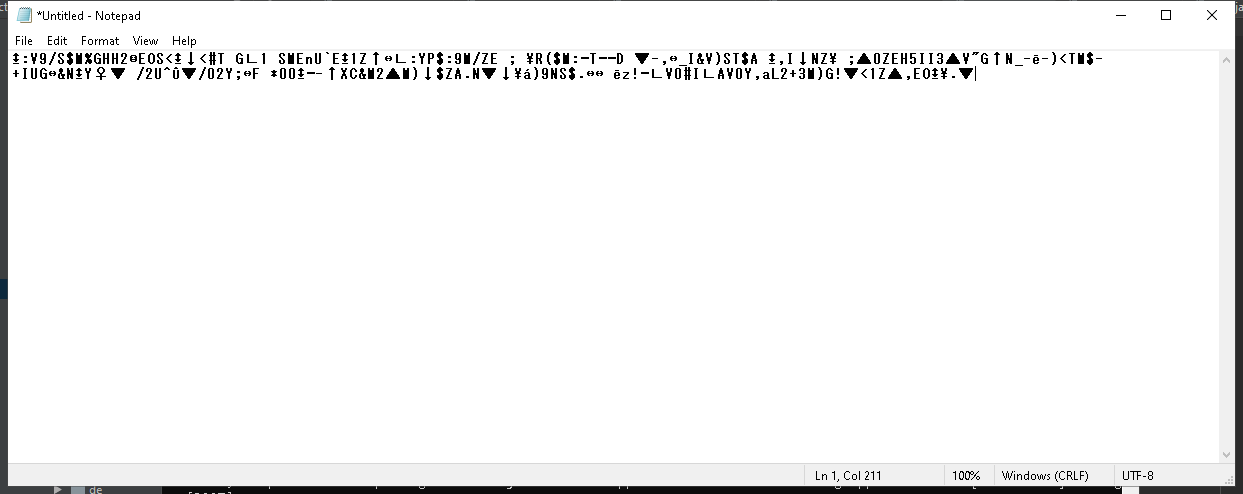 *Untitled - Notepad
File Edit Format View Help
±:V9/S$M%GHH2⊕EOS<±↓<#T G∟1 SMEnU`E±1Z↑↔∟:YP$:9M/ZE ; ¥R($M:-T--D ▼-,↔_I&V)ST$A ±,I↓NZ¥ ;▲OZEH5II3▲V˝G↑N_-ē-)<TM$-
+IUG↔&N±Y♀▼ /2U^Û▼/O2Y;↔F *OO±--↑XC&M2▲M)↓$ZA.N▼↓¥á)9NS$.↔↔ ēz!-∟VO#I∟AVOY,aL2+3M)G!▼<1Z▲,EO±¥.▼
Ln 1, Col 211 100% Windows (CRLF) UTF-8
de